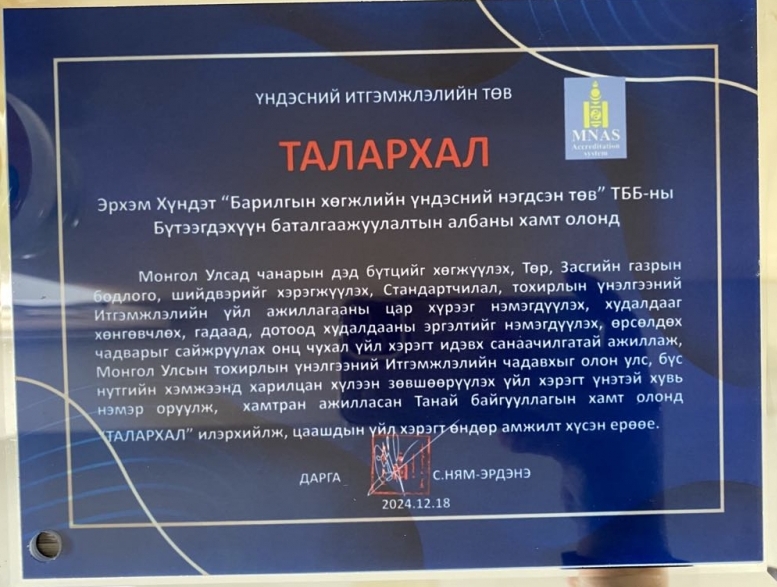 ҮНДЭСНИЙ ИТГЭМЖЛЭЛИЙН ТӨВ
MNAS
Accreditation
system
ТАЛАРХАЛ
Эрхэм Хүндэт “Барилгын хөгжлийн үндэсний нэгдсэн төв” ТББ-ны
Бүтээгдэхүүн баталгаажуулалтын албаны хамт олонд
Монгол Улсад чанарын дэд бүтцийг хөгжүүлэх, Төр, Засгийн газрын
бодлого, шийдвэрийг хэрэгжүүлэх, Стандартчилал, тохирлын үнэлгээний
Итгэмжлэлийн үйл ажиллагааны цар хүрээг нэмэгдүүлэх, худалдааг
хөнгөвчлөх, гадаад, дотоод худалдааны эргэлтийг нэмэгдүүлэх, өрсөлдөх
чадварыг сайжруулах онц чухал үйл хэрэгт идэвх санаачилгатай ажиллаж,
Монгол Улсын тохирлын үнэлгээний Итгэмжлэлийн чадавхыг олон улс, бүс
нутгийн хэмжээнд харилцан хүлээн зөвшөөрүүлэх үйл хэрэгт үнэтэй хувь
нэмэр оруулж, хамтран ажилласан Танай байгууллагын хамт олонд
“ТАЛАРХАЛ” илэрхийлж, цаашдын үйл хэрэгт өндөр амжилт хүсэн ерөөе.
ДАРГА С.НЯМ-ЭРДЭНЭ
2024.12.18